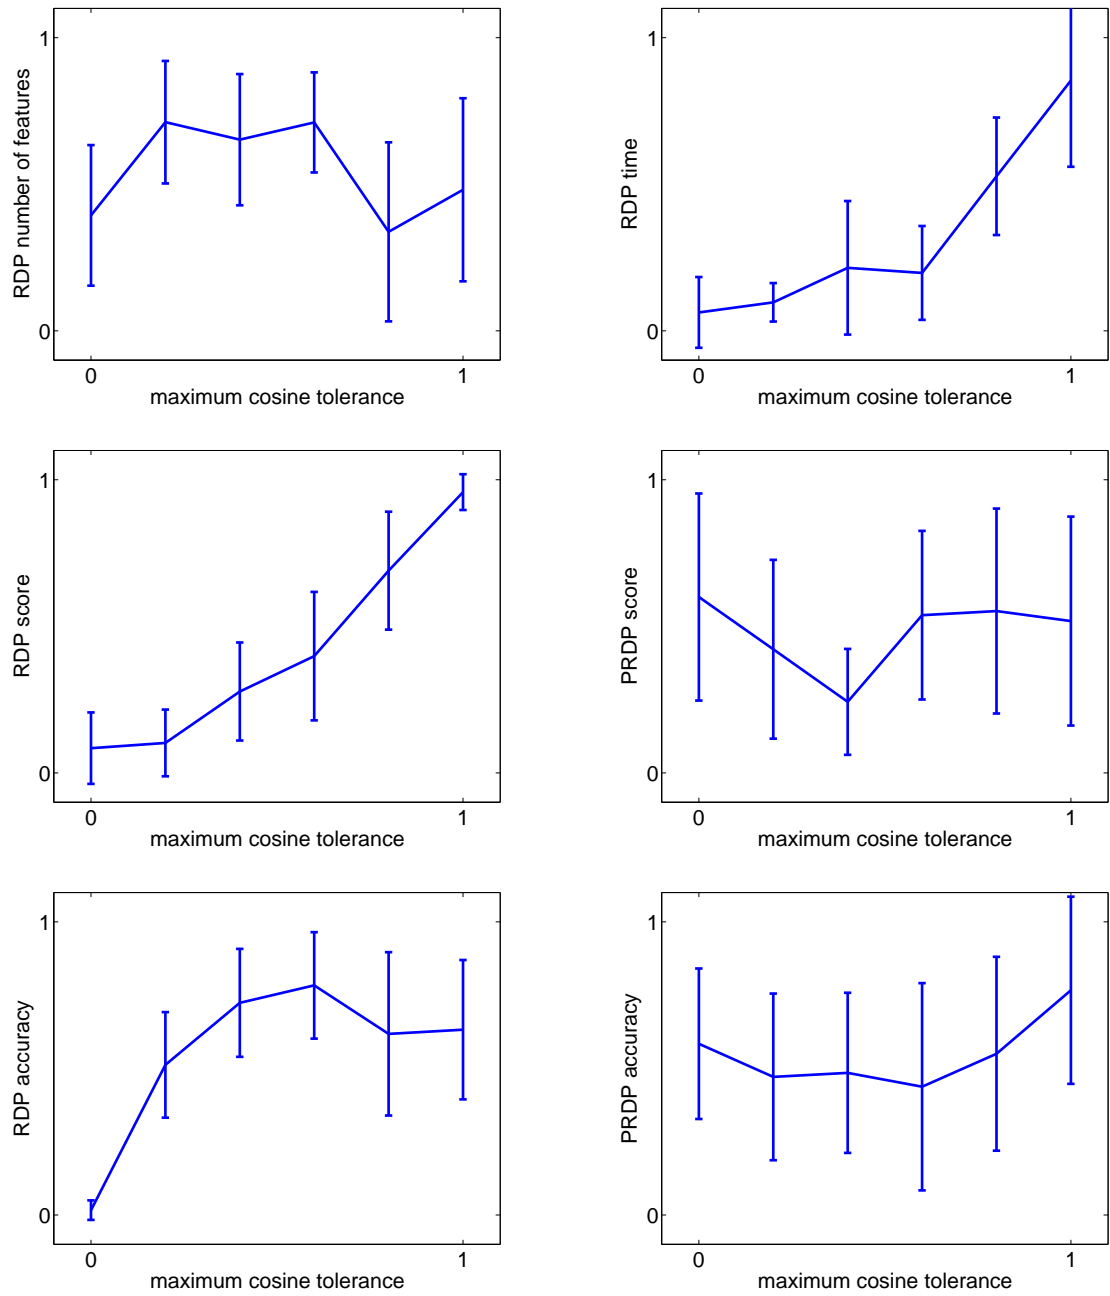 1
0
RDP number of features
0
1
maximum cosine tolerance
1
0
RDP time
0
1
maximum cosine tolerance
1
0
RDP score
0
1
maximum cosine tolerance
1
0
PRDP score
0
1
maximum cosine tolerance
1
0
RDP accuracy
0
1
maximum cosine tolerance
1
0
PRDP accuracy
0
1
maximum cosine tolerance